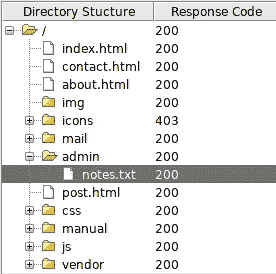 Directory Stucture Response Code
/ 200
index.html 200
contact.html 200
about.html 200
img 200
icons 403
mail 200
admin 200
notes.txt 200
post.html 200
css 200
manual 200
js 200
vendor 200